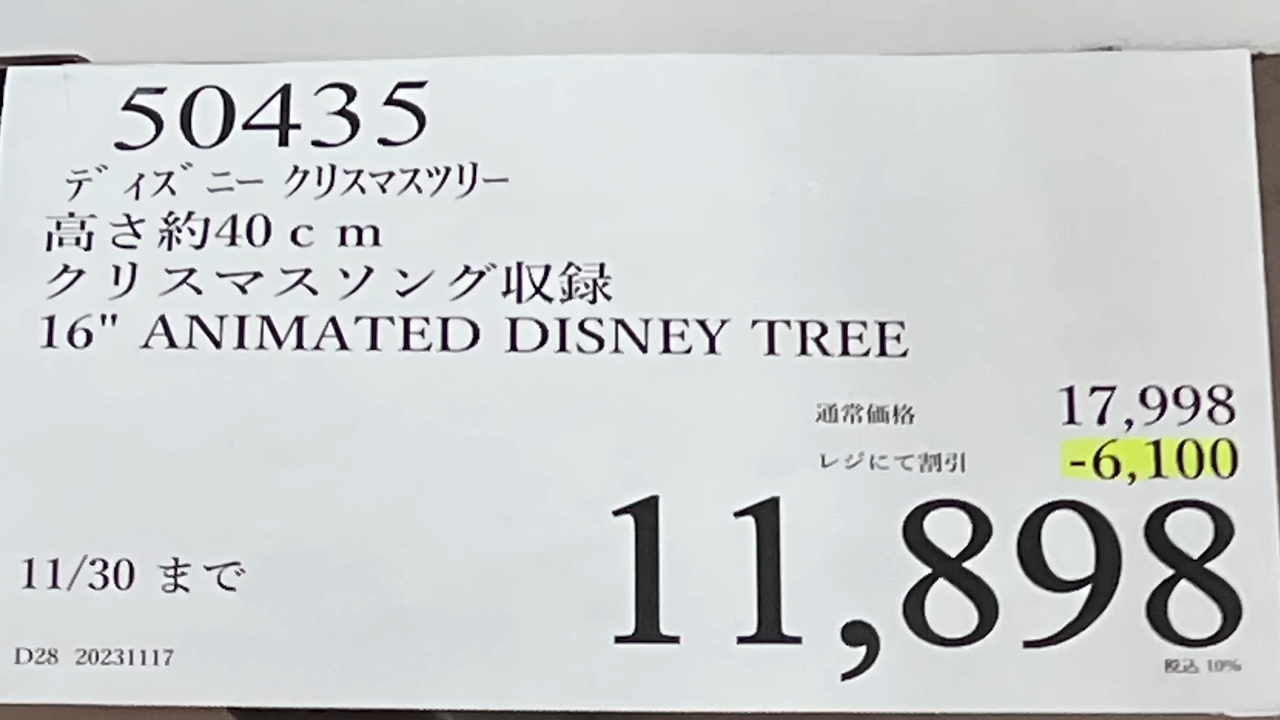 50435
ディズニー クリスマスツリー
高さ約40ｃｍ
クリスマスソング収録
16" ANIMATED DISNEY TREE
通常価格 17,998
レジにて割引 -6,100
11,898
11/30 まで
D28 20231117
税込 10%